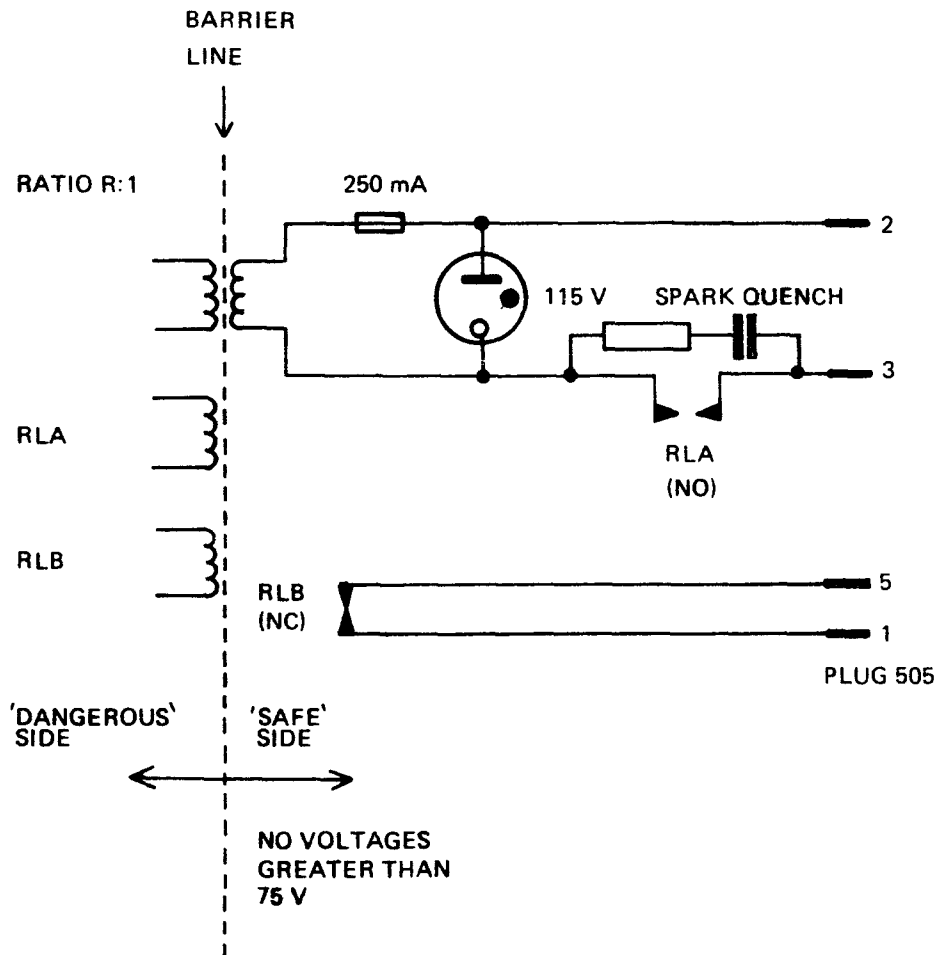 BARRIER
LINE
RATIO R:1
250 mA
2
115 V
SPARK QUENCH
3
RLA
RLA
(NO)
RLB
RLB
(NC)
5
1
PLUG 505
'DANGEROUS'
SIDE
'SAFE'
SIDE
NO VOLTAGES
GREATER THAN
75 V